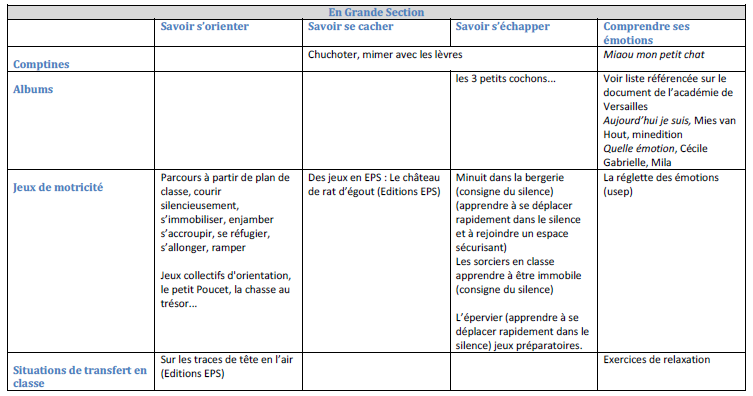 En Grande Section
Savoir s’orienter
Savoir se cacher
Savoir s’échapper
Comprendre ses
émotions
Comptines
Chuchoter, mimer avec les lèvres
Miaou mon petit chat
Albums
les 3 petits cochons...
Voir liste référencée sur le
document de l’académie de
Versailles
Aujourd’hui je suis, Mies van
Hout, minedition
Quelle émotion, Cécile
Gabrielle, Mila
Jeux de motricité
Parcours à partir de plan de
classe, courir
silencieusement,
s’immobiliser, enjamber
s’accroupir, se réfugier,
s’allonger, ramper
Jeux collectifs d'orientation,
le petit Poucet, la chasse au
trésor...
Des jeux en EPS : Le château
de rat d’égout (Editions EPS)
Minuit dans la bergerie
(consigne du silence)
(apprendre à se déplacer
rapidement dans le silence
et à rejoindre un espace
sécurisant)
Les sorciers en classe
apprendre à être immobile
(consigne du silence)
L’épervier (apprendre à se
déplacer rapidement dans le
silence) jeux préparatoires.
La réglette des émotions
(usep)
Situations de transfert en
classe
Sur les traces de tête en l’air
(Editions EPS)
Exercices de relaxation